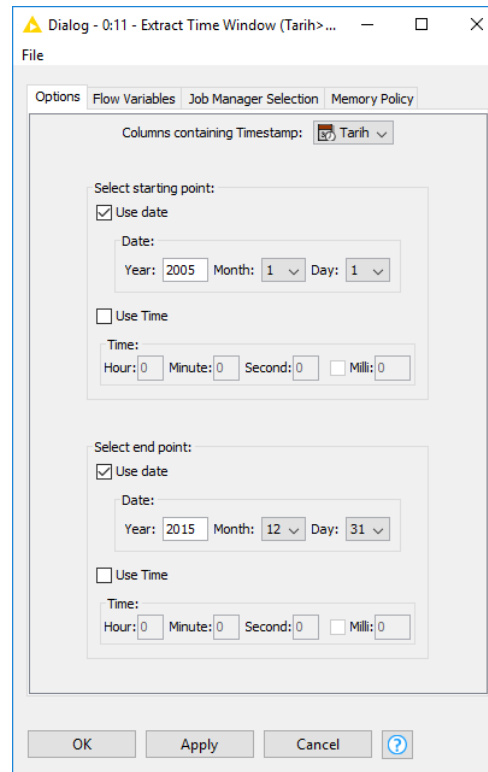 Dialog - 0:11 - Extract Time Window (Tarih>...
File
Options Flow Variables Job Manager Selection Memory Policy
Columns containing Timestamp: Tarih
Select starting point:
Use date
Date:
Year: 2005 Month: 1 Day: 1
Use Time
Time:
Hour: 0 Minute: 0 Second: 0 Milli: 0
Select end point:
Use date
Date:
Year: 2015 Month: 12 Day: 31
Use Time
Time:
Hour: 0 Minute: 0 Second: 0 Milli: 0
OK Apply Cancel ?